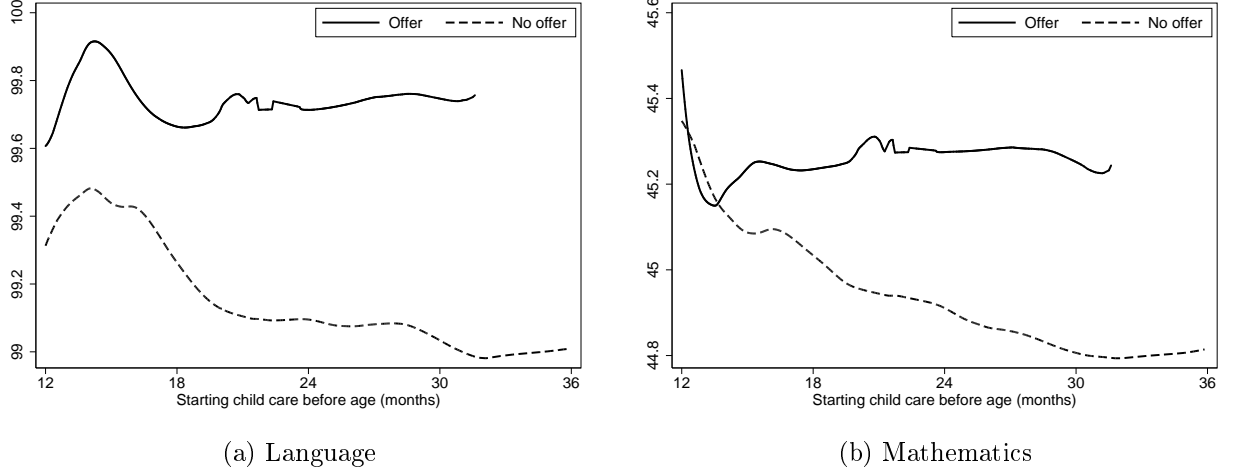 Offer No offer
100
99.8
99.6
99.4
99.2
99
12 18 24 30 36
Starting child care before age (months)
(a) Language
Offer No offer
45.6
45.4
45.2
45
44.8
12 18 24 30 36
Starting child care before age (months)
(b) Mathematics